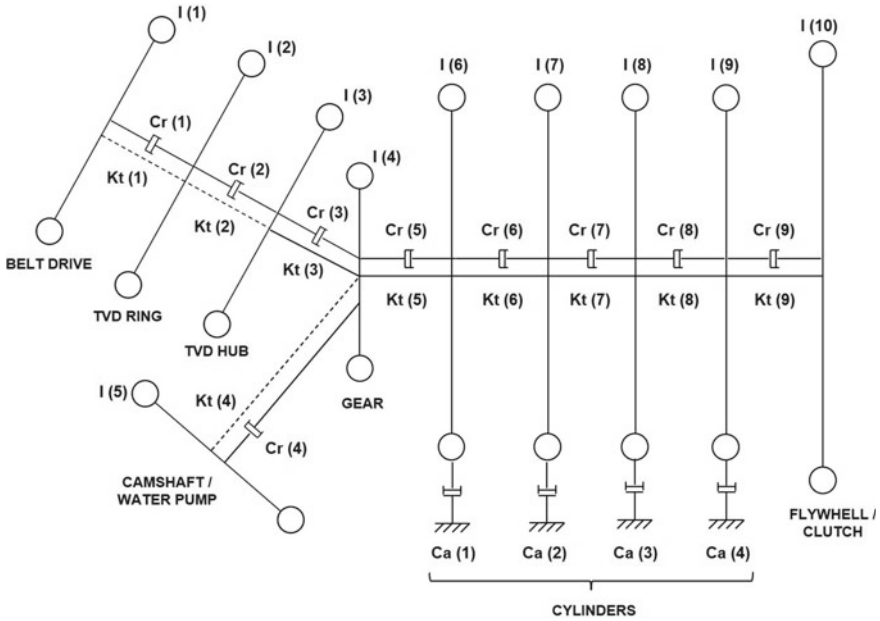 I (1)
I (2)
I (3)
I (4)
I (6)
I (7)
I (8)
I (9)
I (10)
Cr (1)
Kt (1)
Cr (2)
Kt (2)
Cr (3)
Kt (3)
Cr (5)
Cr (6)
Cr (7)
Cr (8)
Cr (9)
Kt (5)
Kt (6)
Kt (7)
Kt (8)
Kt (9)
BELT DRIVE
TVD RING
TVD HUB
GEAR
I (5)
Kt (4)
Cr (4)
CAMSHAFT /
WATER PUMP
FLYWHELL /
CLUTCH
Ca (1)
Ca (2)
Ca (3)
Ca (4)
CYLINDERS